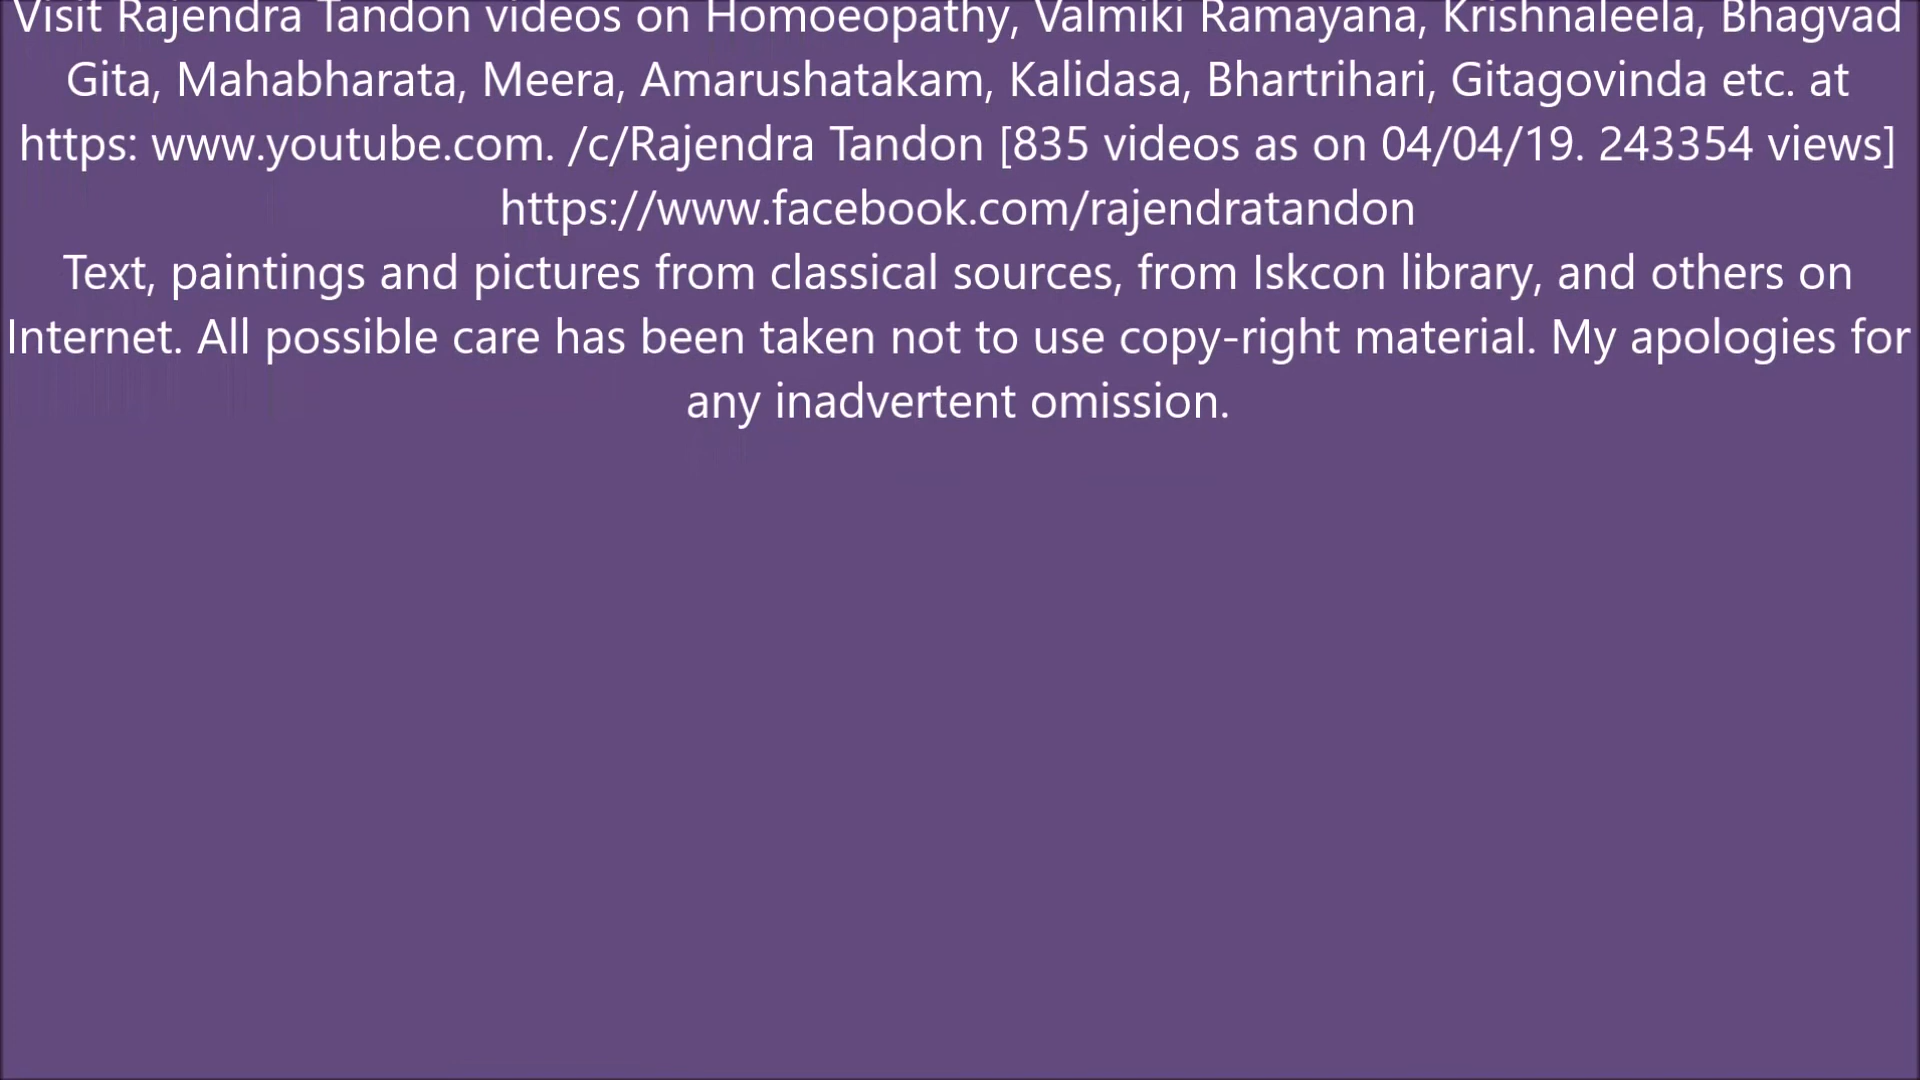 Visit Rajendra Tandon videos on Homoeopathy, Valmiki Ramayana, Krishnaleela, Bhagvad
Gita, Mahabharata, Meera, Amarushatakam, Kalidasa, Bhartrihari, Gitagovinda etc. at
https: www.youtube.com. /c/Rajendra Tandon [835 videos as on 04/04/19. 243354 views]
https://www.facebook.com/rajendratandon
Text, paintings and pictures from classical sources, from Iskcon library, and others on
Internet. All possible care has been taken not to use copy-right material. My apologies for
any inadvertent omission.